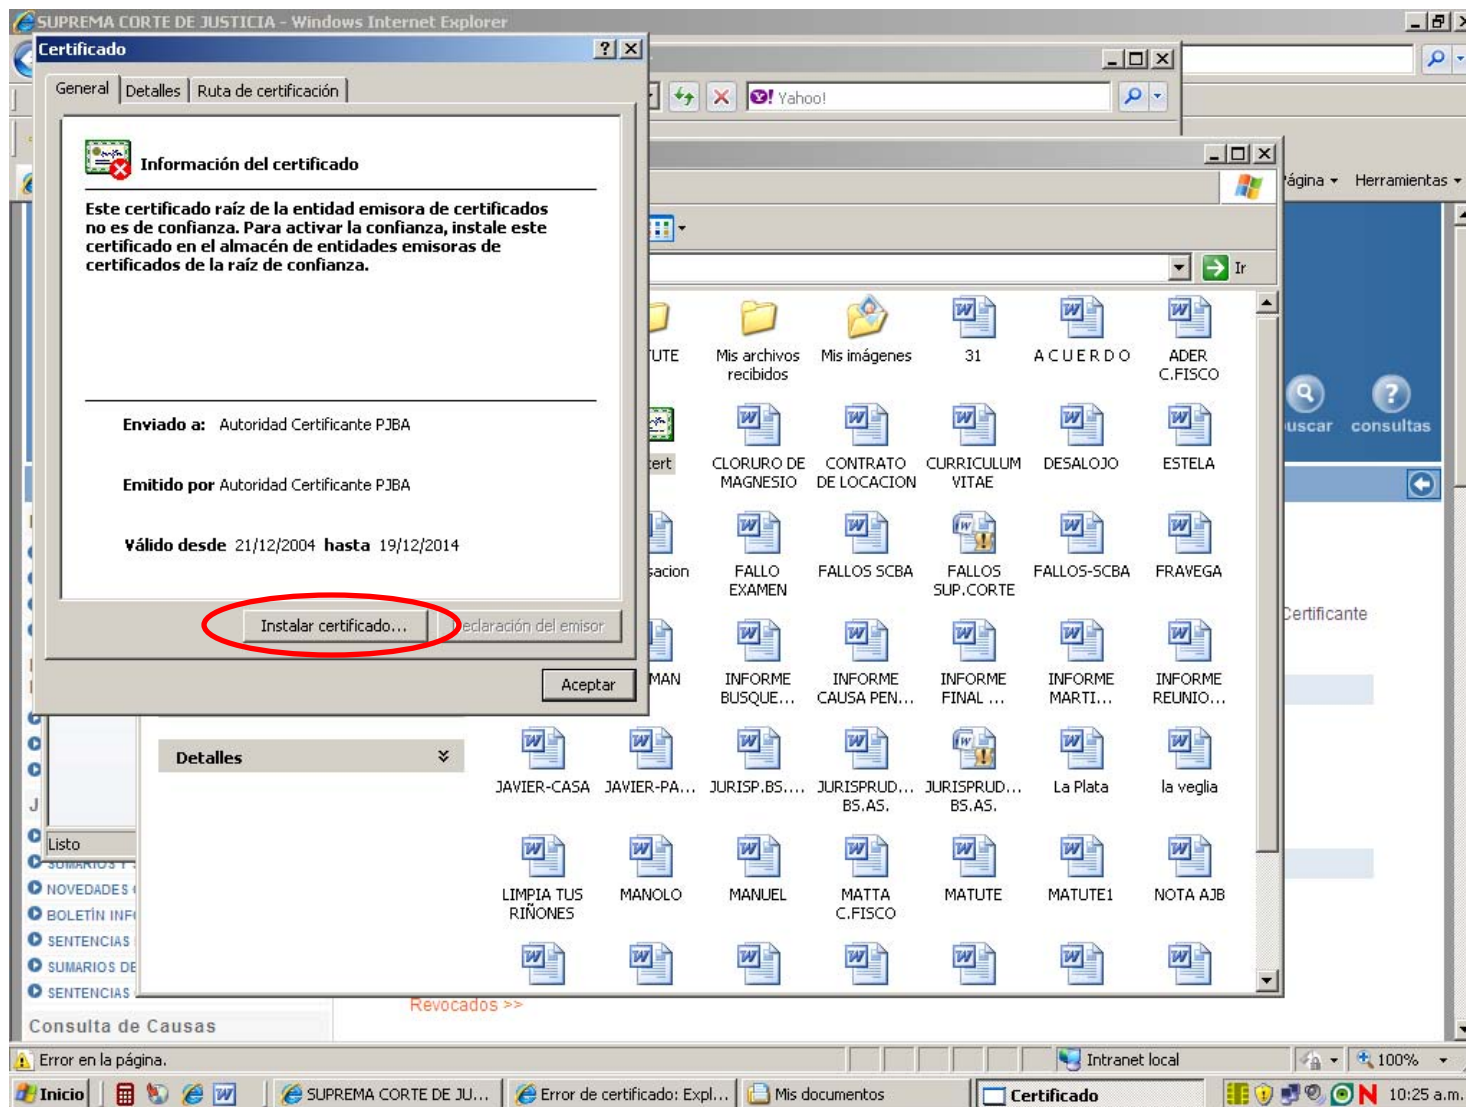 SUPREMA CORTE DE JUSTICIA - Windows Internet Explorer
Certificado
General
Detalles
Ruta de certificación
Yahoo!
Información del certificado
Este certificado raíz de la entidad emisora de certificados
no es de confianza. Para activar la confianza, instale este
certificado en el almacén de entidades emisoras de
certificados de la raíz de confianza.
Enviado a: Autoridad Certificante PJBA
Emitido por Autoridad Certificante PJBA
Válido desde 21/12/2004 hasta 19/12/2014
Instalar certificado...
eclaración del emisor
Aceptar
ágina
Herramientas
Ir
UTE
Mis archivos
recibidos
Mis imágenes
31
A C U E R D O
ADER
C.FISCO
cert
CLORURO DE
MAGNESIO
CONTRATO
DE LOCACION
CURRICULUM
VITAE
DESALOJO
ESTELA
sacion
FALLO
EXAMEN
FALLOS SCBA
FALLOS
SUP.CORTE
FALLOS-SCBA
FRAVEGA
MAN
INFORME
BUSQUE...
INFORME
CAUSA PEN...
INFORME
FINAL ...
INFORME
MARTI...
INFORME
REUNIO...
JAVIER-CASA
JAVIER-PA...
JURISP.BS....
JURISPRUD...
BS.AS.
JURISPRUD...
BS.AS.
La Plata
la veglia
LIMPIA TUS
RIÑONES
MANOLO
MANUEL
MATTA
C.FISCO
MATUTE
MATUTE1
NOTA AJB
Detalles
Listo
uscar
consultas
Certificante
J
SUMARIOS Y
NOVEDADES
BOLETÍN INF
SENTENCIAS
SUMARIOS DE
SENTENCIAS
Consulta de Causas
Revocados >>
Error en la página.
Intranet local
100%
Inicio
SUPREMA CORTE DE JU...
Error de certificado: Expl...
Mis documentos
Certificado
10:25 a.m.